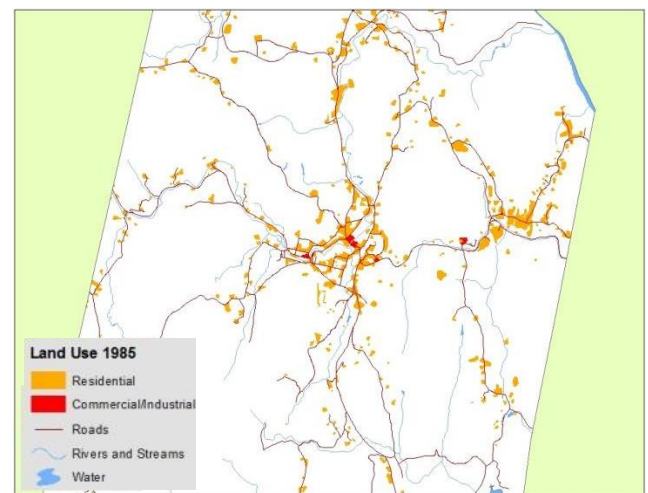 Land Use 1985
Residential
Commercial/Industrial
Roads
Rivers and Streams
Water